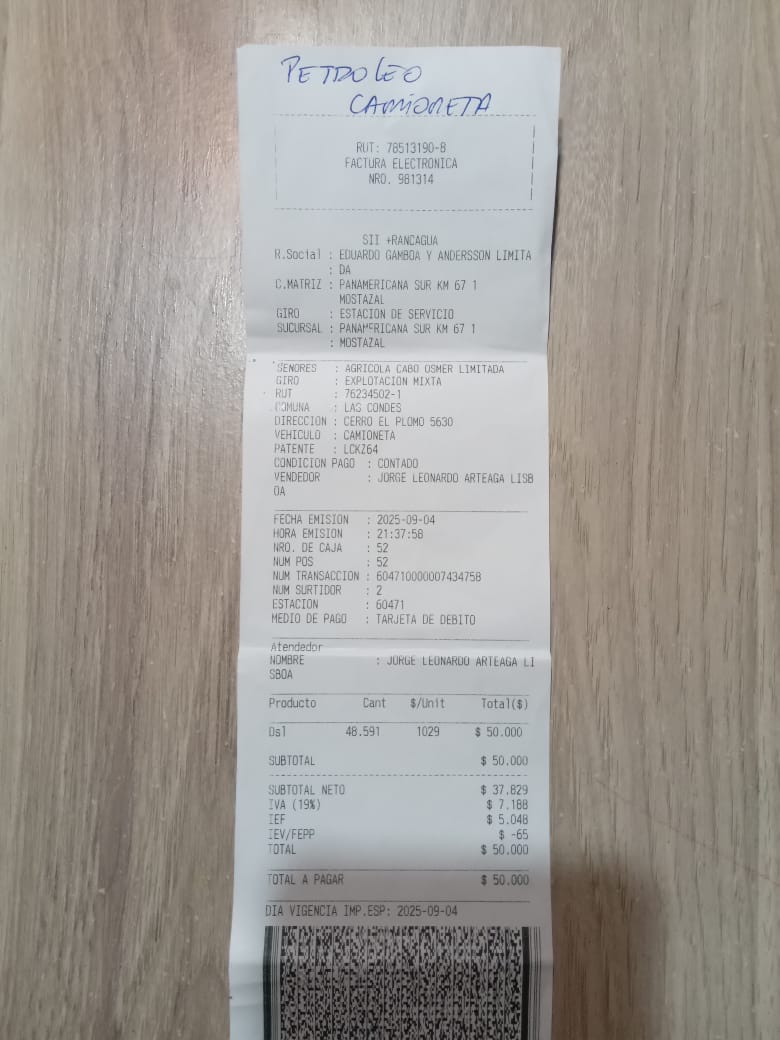 PETROLEO
CAMIONETA
RUT: 78513190-8
FACTURA ELECTRONICA
NRO. 981314
SII +RANCAGUA
R.Social : EDUARDO GAMBOA Y ANDERSSON LIMITA
: DA
C.MATRIZ : PANAMERICANA SUR KM 67 1
MOSTAZAL
GIRO : ESTACION DE SERVICIO
SUCURSAL : PANAMERICANA SUR KM 67 1
: MOSTAZAL
SENORES : AGRICOLA CABO OSMER LIMITADA
GIRO : EXPLOTACION MIXTA
RUT : 76234502-1
COMUNA : LAS CONDES
DIRECCION : CERRO EL PLOMO 5630
VEHICULO : CAMIONETA
PATENTE : LCKZ64
CONDICION PAGO : CONTADO
VENDEDOR : JORGE LEONARDO ARTEAGA LISB
OA
FECHA EMISION : 2025-09-04
HORA EMISION : 21:37:58
NRO. DE CAJA : 52
NUM POS : 52
NUM TRANSACCION : 604710000007434758
NUM SURTIDOR : 2
ESTACION : 60471
MEDIO DE PAGO : TARJETA DE DEBITO
Atendedor
NOMBRE : JORGE LEONARDO ARTEAGA LI
SBOA
Producto Cant $/Unit Total($)
Dsl 48.591 1029 $ 50.000
SUBTOTAL $ 50.000
SUBTOTAL NETO $ 37.829
IVA (19%) $ 7.188
IEF $ 5.048
IEV/FEPP $ -65
TOTAL $ 50.000
TOTAL A PAGAR $ 50.000
DIA VIGENCIA IMP.ESP: 2025-09-04